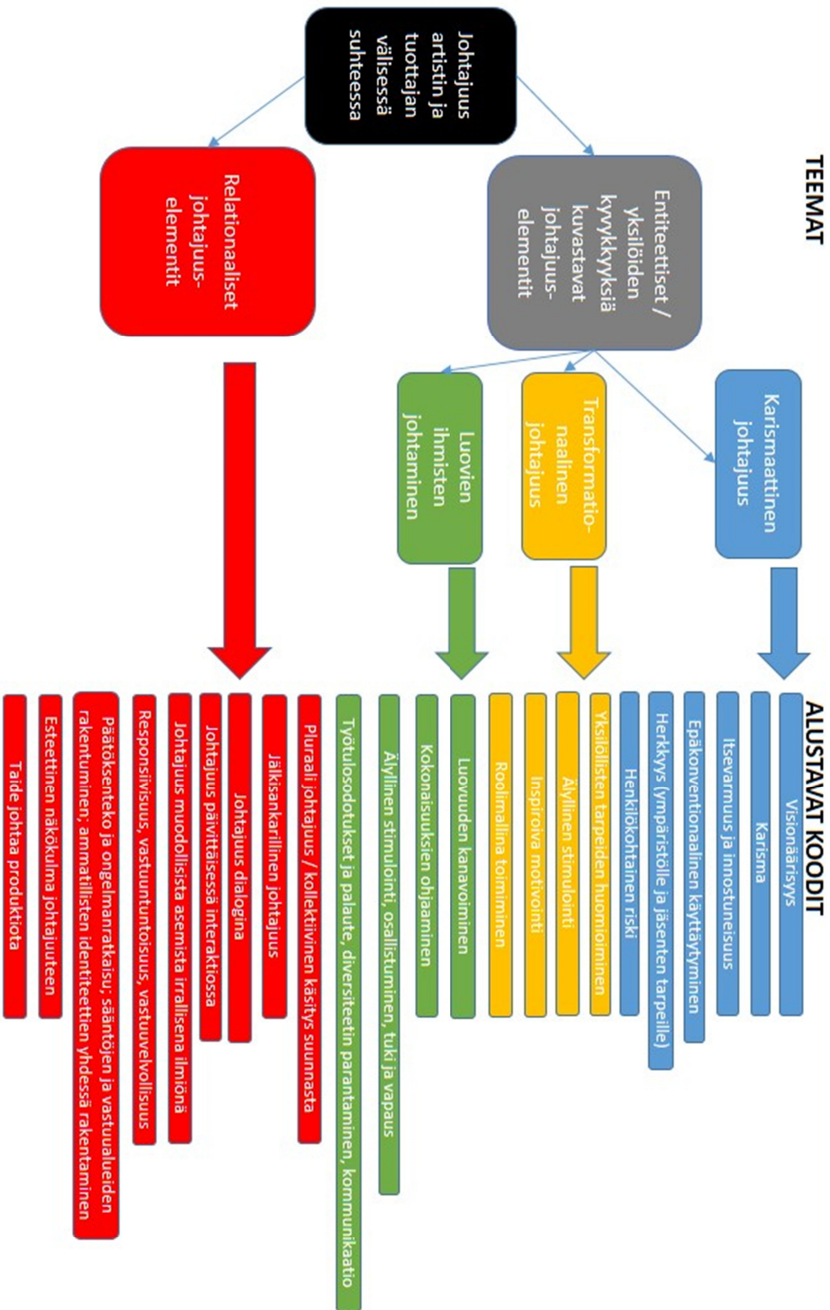 TEEMAT
ALUSTAVAT KOODIT
Johtajuus
artistin ja
tuottajan
välisessä
suhteessa
Entiteettiset /
yksilöiden
kyvykkyyksiä
kuvastavat
johtajuus-
elementit
Relationaaliset
johtajuus-
elementit
Karismaattinen
johtajuus
Transformatio-
naalinen
johtajuus
Luovien
ihmisten
johtaminen
Visionäärisyys
Karisma
Itsevarmuus ja innostuneisuus
Epäkonventionaalinen käyttäytyminen
Herkkyys (ympäristölle ja jäsenten tarpeille)
Henkilökohtainen riski
Yksilöllisten tarpeiden huomioiminen
Älyllinen stimulointi
Inspiroiva motivointi
Roolimallina toimiminen
Luovuuden kanavoiminen
Kokonaisuuksien ohjaaminen
Älyllinen stimulointi, osallistuminen, tuki ja vapaus
Työtulosodotukset ja palaute, diversiteetin parantaminen, kommunikaatio
Pluraali johtajuus / kollektiivinen käsitys suunnasta
Jälkisankarillinen johtajuus
Johtajuus dialogina
Johtajuus päivittäisessä interaktiossa
Johtajuus muodollisista asemista irrallisena ilmiönä
Responsiivisuus, vastuuntuntoisuus, vastuuvelvollisuus
Päätöksenteko ja ongelmanratkaisu; sääntöjen ja vastuualueiden
rakentuminen; ammatillisten identiteettien yhdessä rakentaminen
Esteettinen näkökulma johtajuuteen
Taide johtaa produktiota